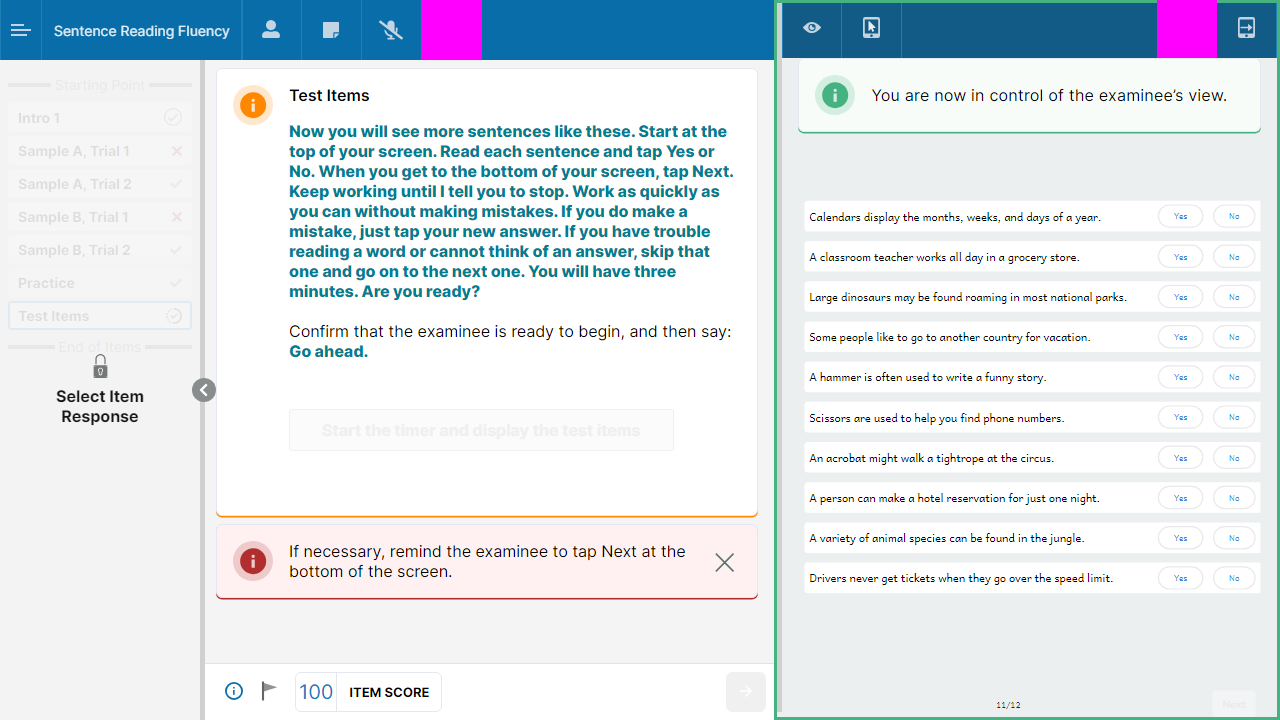 Sentence Reading Fluency
Starting Point
Intro 1
Sample A, Trial 1
Sample A, Trial 2
Sample B, Trial 1
Sample B, Trial 2
Practice
Test Items
End of Items
Select Item
Response
Test Items
Now you will see more sentences like these. Start at the
top of your screen. Read each sentence and tap Yes or
No. When you get to the bottom of your screen, tap Next.
Keep working until I tell you to stop. Work as quickly as
you can without making mistakes. If you do make a
mistake, just tap your new answer. If you have trouble
reading a word or cannot think of an answer, skip that
one and go on to the next one. You will have three
minutes. Are you ready?
Confirm that the examinee is ready to begin, and then say:
Go ahead.
Start the timer and display the test items
If necessary, remind the examinee to tap Next at the
bottom of the screen.
100 ITEM SCORE
You are now in control of the examinee's view.
Calendars display the months, weeks, and days of a year. Yes No
A classroom teacher works all day in a grocery store. Yes No
Large dinosaurs may be found roaming in most national parks. Yes No
Some people like to go to another country for vacation. Yes No
A hammer is often used to write a funny story. Yes No
Scissors are used to help you find phone numbers. Yes No
An acrobat might walk a tightrope at the circus. Yes No
A person can make a hotel reservation for just one night. Yes No
A variety of animal species can be found in the jungle. Yes No
Drivers never get tickets when they go over the speed limit. Yes No
11/12
Next